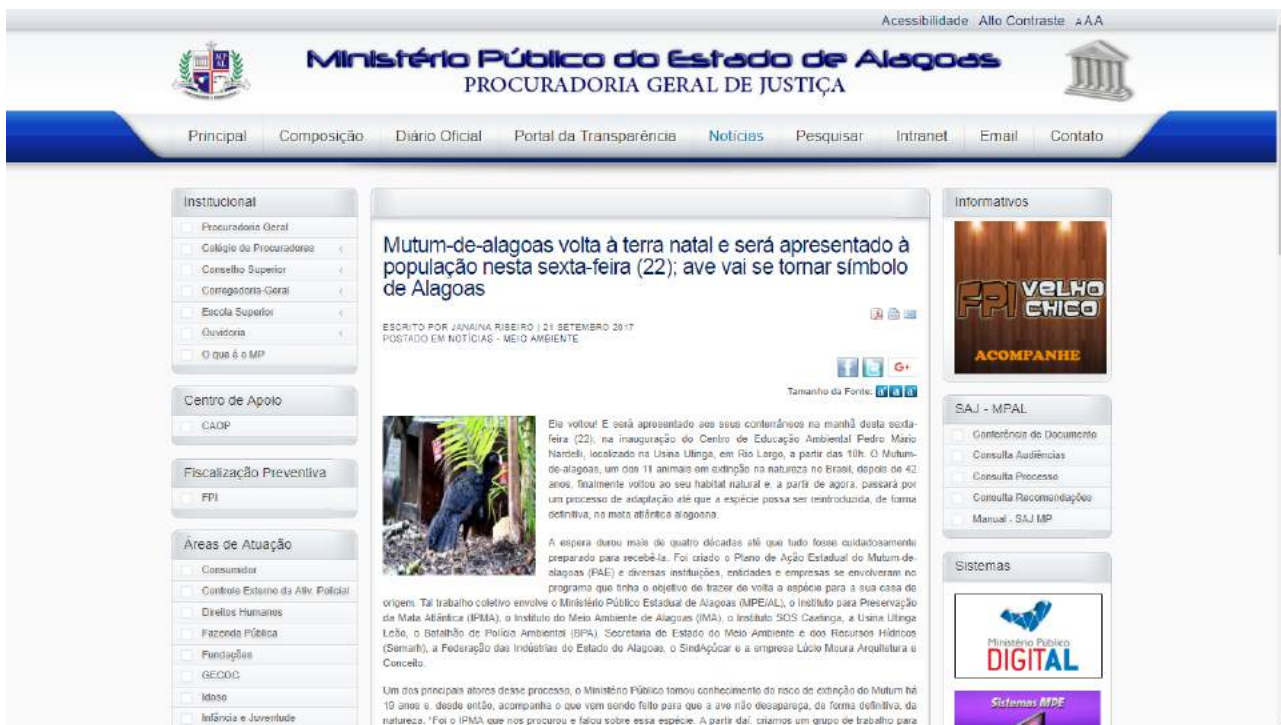 Acessibilidade Alto Contraste A A A
Ministério Público do Estado de Alagoas
PROCURADORIA GERAL DE JUSTIÇA
Principal Composição Diário Oficial Portal da Transparência Notícias Pesquisar Intranet Email Contato
Institucional
Procuradoria Geral
Colégio de Procuradores
Conselho Superior
Corregedoria-Geral
Escola Superior
Ouvidoria
O que é o MP
Centro de Apoio
CAOP
Fiscalização Preventiva
FPI
Áreas de Atuação
Consumidor
Controle Externo da Ativ. Policial
Direitos Humanos
Fazenda Pública
Fundações
GECOC
Idoso
Infância e Juventude
Mutum-de-alagoas volta à terra natal e será apresentado à
população nesta sexta-feira (22); ave vai se tornar símbolo
de Alagoas
ESCRITO POR JANAINA RIBEIRO | 21 SETEMBRO 2017
POSTADO EM NOTÍCIAS - MEIO AMBIENTE
G+
Tamanho da Fonte: a a a
Ele voltou! E será apresentado aos seus conterrâneos na manhã desta sexta-
feira (22), na inauguração do Centro de Educação Ambiental Pedro Mário
Nardelli, localizado na Usina Utinga, em Rio Largo, a partir das 10h. O Mutum-
de-alagoas, um dos 11 animais em extinção na natureza no Brasil, depois de 42
anos, finalmente voltou ao seu habitat natural e, a partir de agora, passará por
um processo de adaptação até que a espécie possa ser reintroduzida, de forma
definitiva, na mata atlântica alagoana.
A espera durou mais de quatro décadas até que tudo fosse cuidadosamente
preparado para recebê-la. Foi criado o Plano de Ação Estadual do Mutum-de-
alagoas (PAE) e diversas instituições, entidades e empresas se envolveram no
programa que tinha o objetivo de trazer de volta a espécie para a sua casa de
origem. Tal trabalho coletivo envolve o Ministério Público Estadual de Alagoas (MPE/AL), o Instituto para Preservação
da Mata Atlântica (IPMA), o Instituto do Meio Ambiente de Alagoas (IMA), o Instituto SOS Caatinga, a Usina Utinga
Leão, o Batalhão de Polícia Ambiental (BPA), Secretaria de Estado do Meio Ambiente e dos Recursos Hídricos
(Semarh), a Federação das Indústrias do Estado do Alagoas, o SindAçúcar e a empresa Lúcio Moura Arquitetura e
Conceito.
Um dos principais atores desse processo, o Ministério Público tomou conhecimento do risco de extinção do Mutum há
19 anos e, desde então, acompanha o que vem sendo feito para que a ave não desapareça, de forma definitiva, da
natureza. "Foi o IPMA que nos procurou e falou sobre essa espécie. A partir daí, criamos um grupo de trabalho para
Informativos
FPI VELHO
CHICO
ACOMPANHE
SAJ - MPAL
Conferência de Documento
Consulta Audiências
Consulta Processo
Consulta Recomendações
Manual - SAJ MP
Sistemas
Ministério Público
DIGITAL
Sistemas MPE